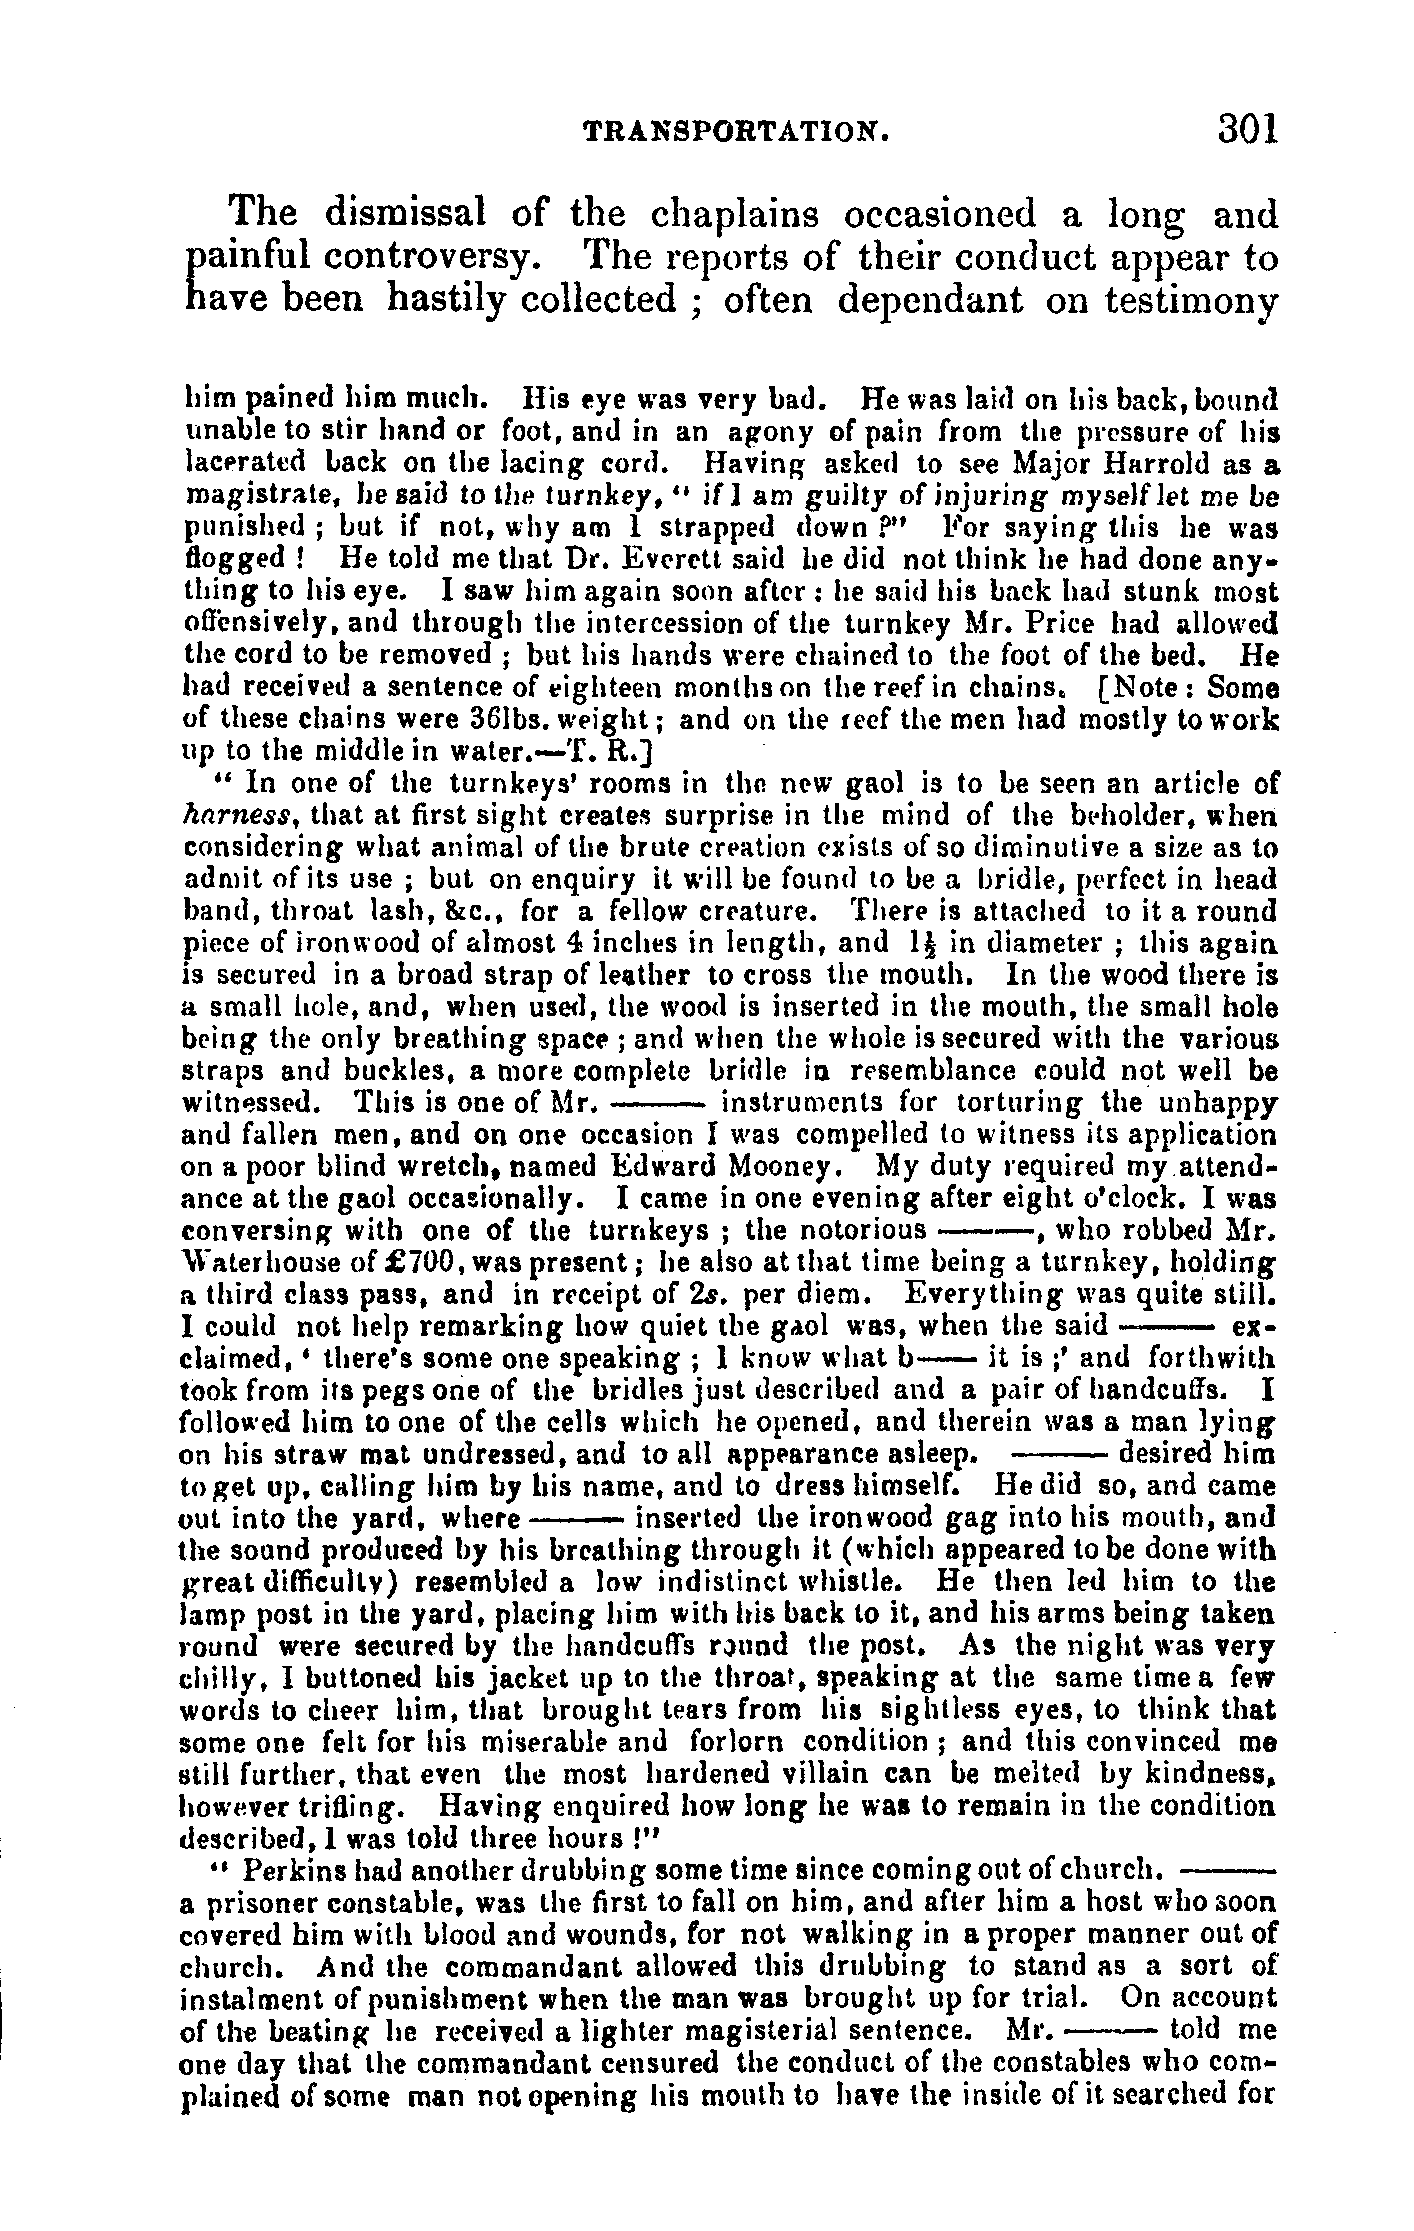 TRANSPORTATION. 301
The dismissal of the chaplains occasioned a long and
painful controversy. The reports of their conduct appear to
have been hastily collected ; often dependant on testimony
him pained him much. His eye was very bad. He was laid on his back, bound
unable to stir hand or foot, and in an agony of pain from the pressure of his
lacerated back on the lacing cord. Having asked to see Major Harrold as a
magistrate, he said to the turnkey, “ if I am guilty of injuring myself let me be
punished ; but if not, why am I strapped down ?” For saying this he was
flogged ! He told me that Dr. Everett said he did not think he had done any-
thing to his eye. I saw him again soon after : he said his back had stunk most
offensively, and through the intercession of the turnkey Mr. Price had allowed
the cord to be removed ; but his hands were chained to the foot of the bed. He
had received a sentence of eighteen months on the reef in chains. [Note : Some
of these chains were 36lbs. weight ; and on the reef the men had mostly to work
up to the middle in water.—T. R.]
“ In one of the turnkeys' rooms in the new gaol is to be seen an article of
harness, that at first sight creates surprise in the mind of the beholder, when
considering what animal of the brute creation exists of so diminutive a size as to
admit of its use ; but on enquiry it will be found to be a bridle, perfect in head
band, throat lash, &c., for a fellow creature. There is attached to it a round
piece of ironwood of almost 4 inches in length, and 1½ in diameter ; this again
is secured in a broad strap of leather to cross the mouth. In the wood there is
a small hole, and, when used, the wood is inserted in the mouth, the small hole
being the only breathing space ; and when the whole is secured with the various
straps and buckles, a more complete bridle in resemblance could not well be
witnessed. This is one of Mr. ——— instruments for torturing the unhappy
and fallen men, and on one occasion I was compelled to witness its application
on a poor blind wretch, named Edward Mooney. My duty required my attend-
ance at the gaol occasionally. I came in one evening after eight o'clock. I was
conversing with one of the turnkeys ; the notorious ———, who robbed Mr.
Waterhouse of £700, was present ; he also at that time being a turnkey, holding
a third class pass, and in receipt of 2s. per diem. Everything was quite still.
I could not help remarking how quiet the gaol was, when the said ——— ex-
claimed, ‘ there's some one speaking ; I know what b—— it is ;’ and forthwith
took from its pegs one of the bridles just described and a pair of handcuffs. I
followed him to one of the cells which he opened, and therein was a man lying
on his straw mat undressed, and to all appearance asleep. ——— desired him
to get up, calling him by his name, and to dress himself. He did so, and came
out into the yard, where ——— inserted the ironwood gag into his mouth, and
the sound produced by his breathing through it (which appeared to be done with
great difficulty) resembled a low indistinct whistle. He then led him to the
lamp post in the yard, placing him with his back to it, and his arms being taken
round were secured by the handcuffs round the post. As the night was very
chilly, I buttoned his jacket up to the throat, speaking at the same time a few
words to cheer him, that brought tears from his sightless eyes, to think that
some one felt for his miserable and forlorn condition ; and this convinced me
still further, that even the most hardened villain can be melted by kindness,
however trifling. Having enquired how long he was to remain in the condition
described, I was told three hours !”
“ Perkins had another drubbing some time since coming out of church. ———
a prisoner constable, was the first to fall on him, and after him a host who soon
covered him with blood and wounds, for not walking in a proper manner out of
church. And the commandant allowed this drubbing to stand as a sort of
instalment of punishment when the man was brought up for trial. On account
of the beating he received a lighter magisterial sentence. Mr. ——— told me
one day that the commandant censured the conduct of the constables who com-
plained of some man not opening his mouth to have the inside of it searched for